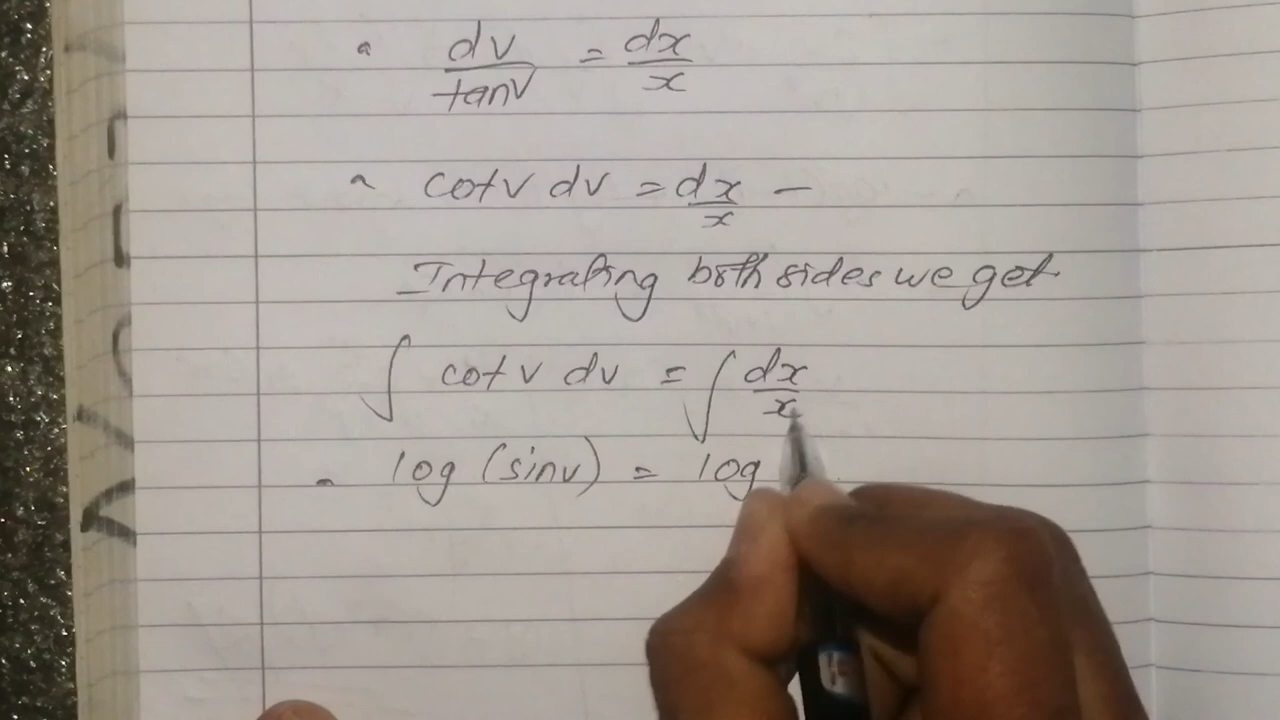 dv/tanv = dx/x
cotv dv = dx/x -
Integrating both sides we get
∫ cotv dv = ∫ dx/x
log (sinv) = log